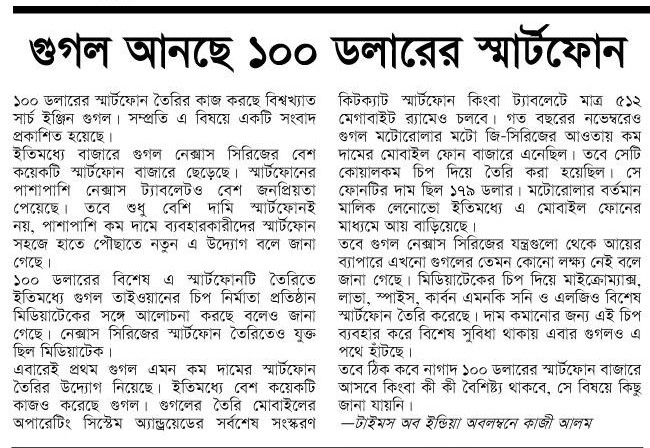 গুগল আনছে ১০০ ডলারের স্মার্টফোন
১০০ ডলারের স্মার্টফোন তৈরির কাজ করছে বিশ্বখ্যাত
সার্চ ইঞ্জিন গুগল। সম্প্রতি এ বিষয়ে একটি সংবাদ
প্রকাশিত হয়েছে।
ইতিমধ্যে বাজারে গুগল নেক্সাস সিরিজের বেশ
কয়েকটি স্মার্টফোন বাজারে ছেড়েছে। স্মার্টফোনের
পাশাপাশি নেক্সাস ট্যাবলেটও বেশ জনপ্রিয়তা
পেয়েছে। তবে শুধু বেশি দামি স্মার্টফোনই
নয়, পাশাপাশি কম দামে ব্যবহারকারীদের স্মার্টফোন
সহজে হাতে পৌছাতে নতুন এ উদ্যোগ বলে জানা
গেছে।
১০০ ডলারের বিশেষ এ স্মার্টফোনটি তৈরিতে
ইতিমধ্যে গুগল তাইওয়ানের চিপ নির্মাতা প্রতিষ্ঠান
মিডিয়াটেকের সঙ্গে আলোচনা করছে বলেও জানা
গেছে। নেক্সাস সিরিজের স্মার্টফোন তৈরিতেও যুক্ত
ছিল মিডিয়াটেক।
এবারেই প্রথম গুগল এমন কম দামের স্মার্টফোন
তৈরির উদ্যোগ নিয়েছে। ইতিমধ্যে বেশ কয়েকটি
কাজও করেছে গুগল। গুগলের তৈরি মোবাইলের
অপারেটিং সিস্টেম অ্যান্ড্রয়েডের সর্বশেষ সংস্করণ
কিটক্যাট স্মার্টফোন কিংবা ট্যাবলেটে মাত্র ৫১২
মেগাবাইট র‌্যামেও চলবে। গত বছরের নভেম্বরেও
গুগল মটোরোলার মটো জি-সিরিজের আওতায় কম
দামের মোবাইল ফোন বাজারে এনেছিল। তবে সেটি
কোয়ালকম চিপ দিয়ে তৈরি করা হয়েছিল। সে
ফোনটির দাম ছিল ১৭৯ ডলার। মটোরোলার বর্তমান
মালিক লেনোভো ইতিমধ্যে এ মোবাইল ফোনের
মাধ্যমে আয় বাড়িয়েছে।
তবে গুগল নেক্সাস সিরিজের যন্ত্রগুলো থেকে আয়ের
ব্যাপারে এখনো গুগলের তেমন কোনো লক্ষ্য নেই বলে
জানা গেছে। মিডিয়াটেকের চিপ দিয়ে মাইক্রোম্যাক্স,
লাভা, স্পাইস, কার্বন এমনকি সনি ও এলজিও বিশেষ
স্মার্টফোন তৈরি করেছে। দাম কমানোর জন্য এই চিপ
ব্যবহার করে বিশেষ সুবিধা থাকায় এবার গুগলও এ
পথে হাঁটছে।
তবে ঠিক কবে নাগাদ ১০০ ডলারের স্মার্টফোন বাজারে
আসবে কিংবা কী কী বৈশিষ্ট্য থাকবে, সে বিষয়ে কিছু
জানা যায়নি।
—টাইমস অব ইন্ডিয়া অবলম্বনে কাজী আলম